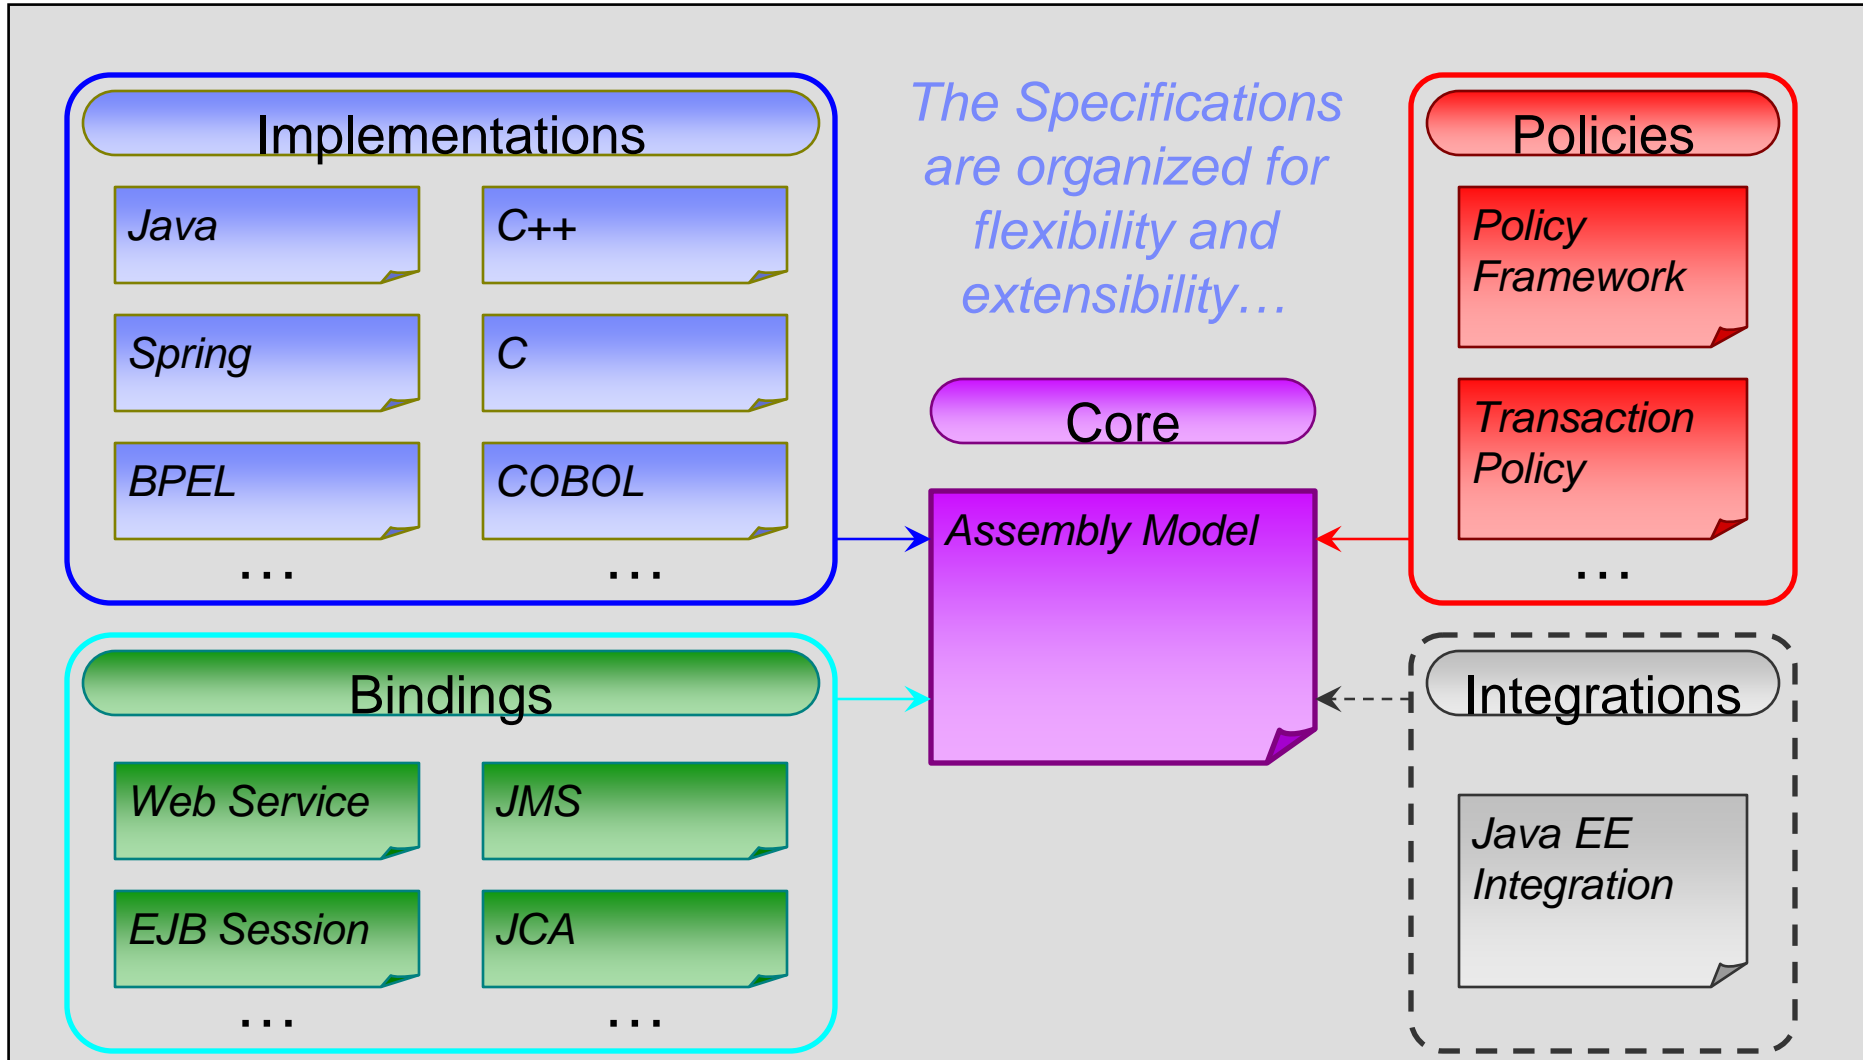 Implementations
Java
C++
Spring
C
BPEL
COBOL
…
…
The Specifications
are organized for
flexibility and
extensibility…
Core
Assembly Model
Policies
Policy
Framework
Transaction
Policy
…
Bindings
Web Service
JMS
EJB Session
JCA
…
…
Integrations
Java EE
Integration